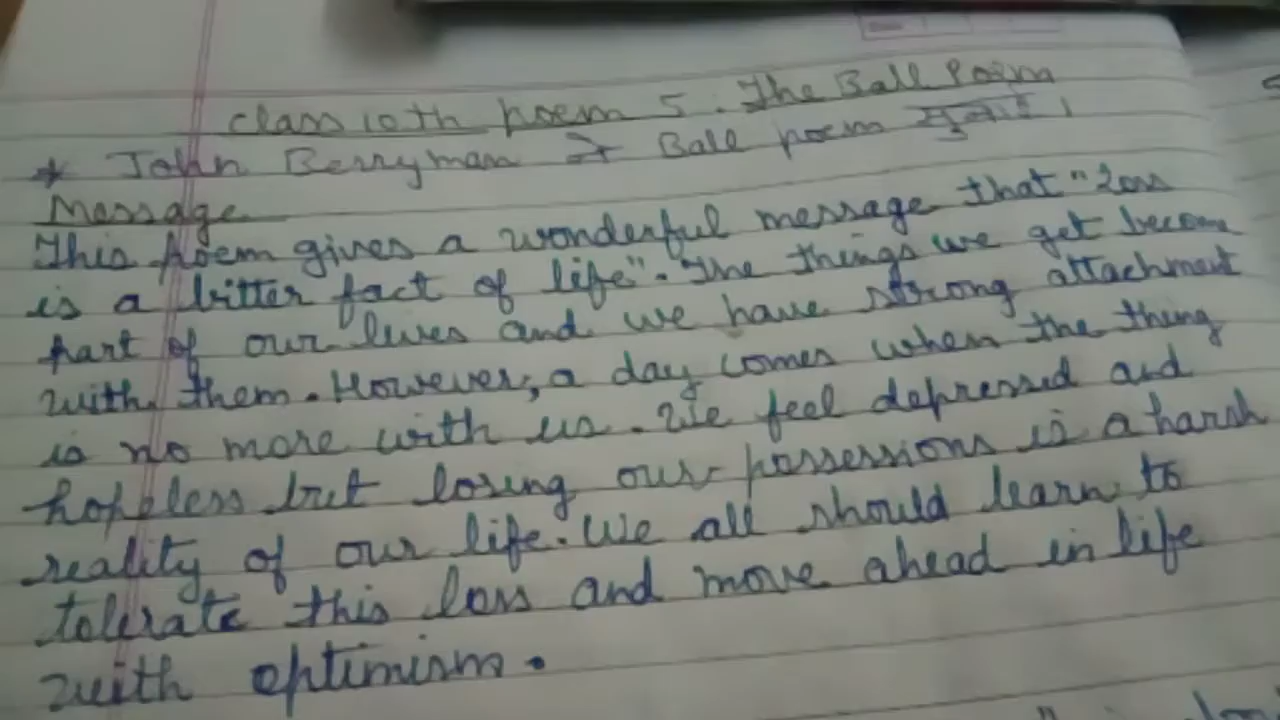 Class 10th Poem 5. The Ball Poem
* John Berryman ने Ball poem सुनाई।
Message
This Poem gives a wonderful message that "Loss
is a bitter fact of life". The things we get become
part of our lives and we have strong attachment
with them. However, a day comes when the thing
is no more with us. We feel depressed and
hopeless but losing our possessions is a harsh
reality of our life. We all should learn to
tolerate this loss and move ahead in life
with optimism.